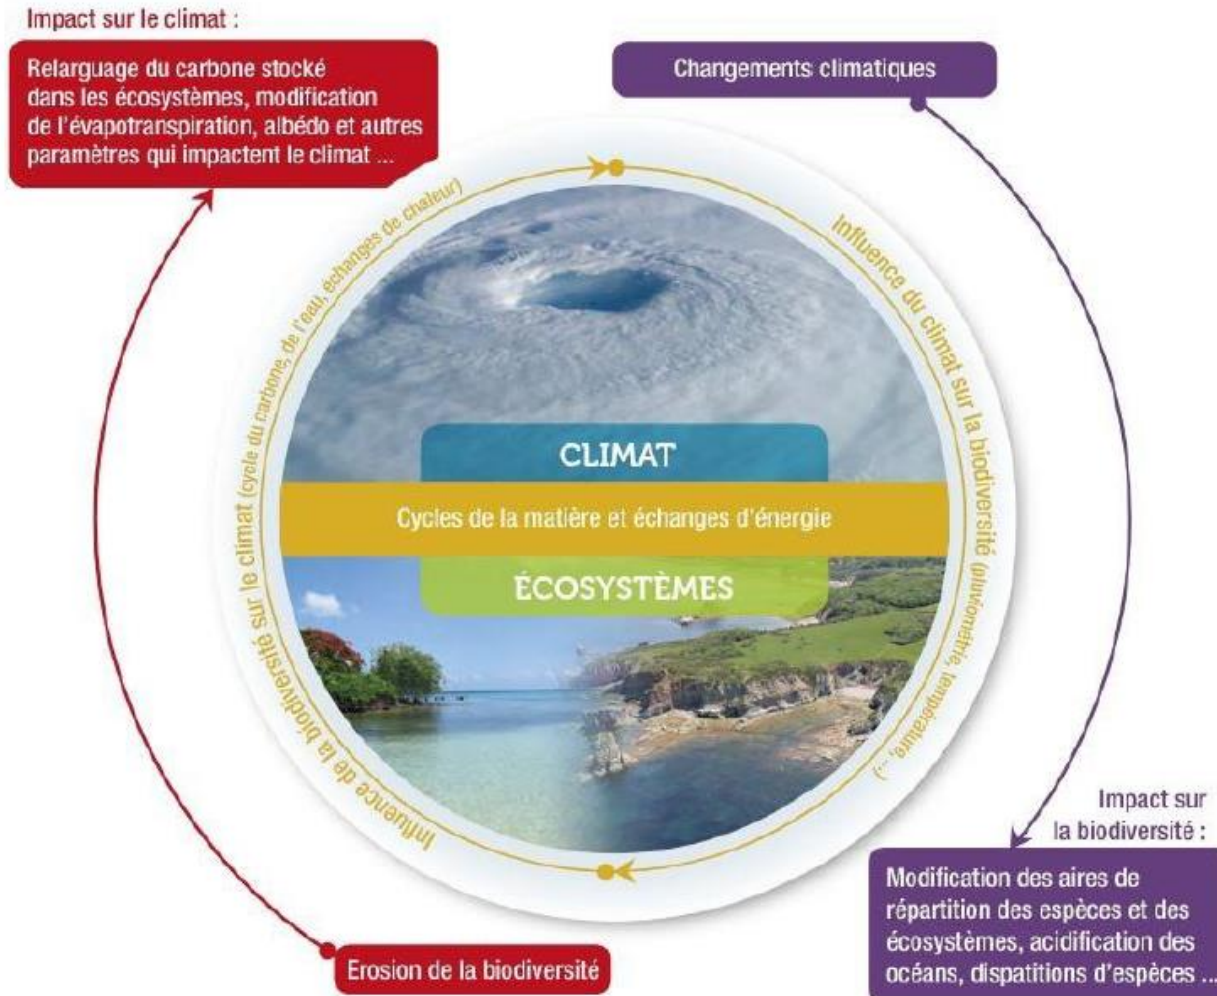 Impact sur le climat :
Relarguage du carbone stocké
dans les écosystèmes, modification
de l'évapotranspiration, albédo et autres
paramètres qui impactent le climat ...
Changements climatiques
Influence de la biodiversité sur le climat (cycle du carbone, de l'eau, échanges de chaleur)
Influence du climat sur la biodiversité (pluviométrie, température, ...)
CLIMAT
Cycles de la matière et échanges d'énergie
ÉCOSYSTÈMES
Impact sur
la biodiversité :
Modification des aires de
répartition des espèces et des
écosystèmes, acidification des
océans, dispatitions d'espèces ...
Erosion de la biodiversité